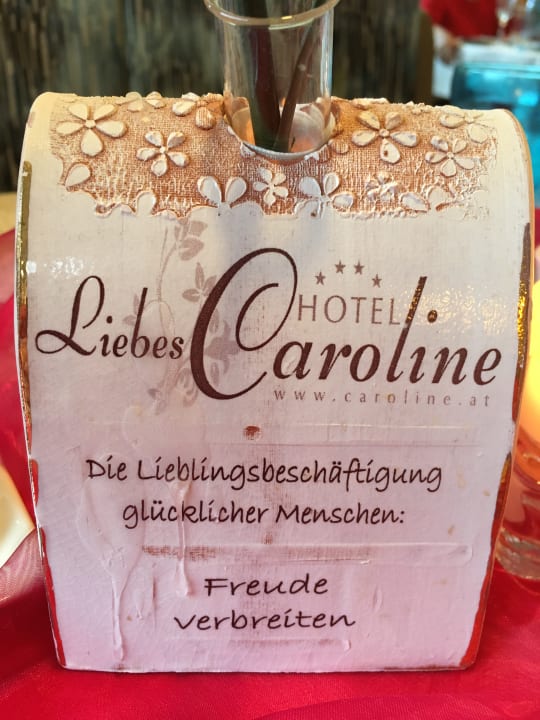 ★★★★
HOTEL
Liebes Caroline
www.caroline.at
Die Lieblingsbeschäftigung
glücklicher Menschen:
Freude
verbreiten